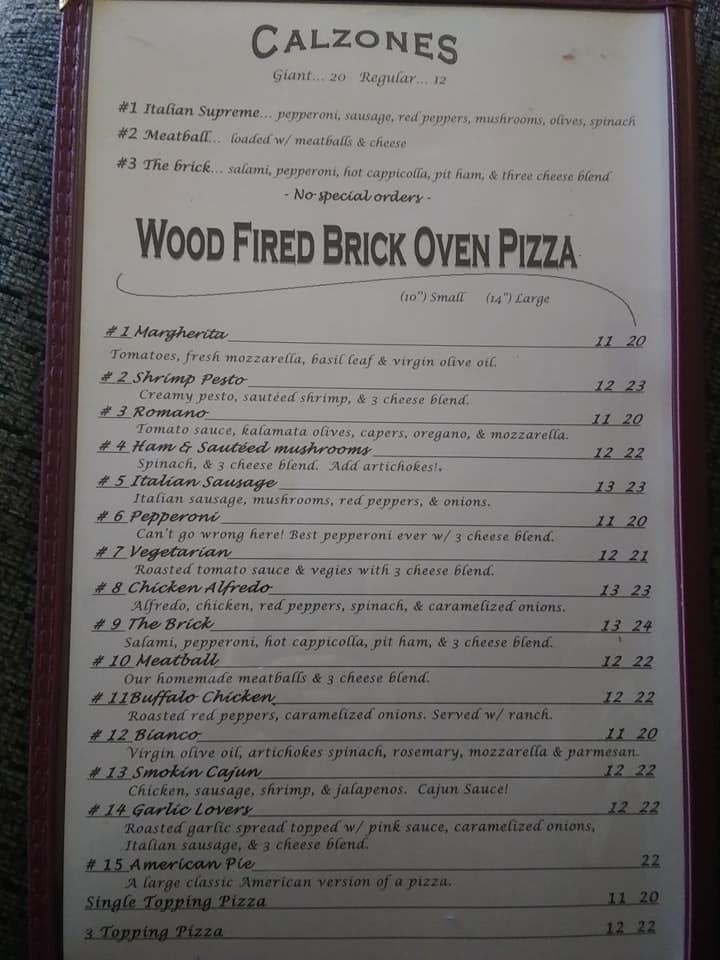 CALZONES
Giant... 20 Regular... 12
#1 Italian Supreme... pepperoni, sausage, red peppers, mushrooms, olives, spinach
#2 Meatball... loaded w/ meatballs & cheese
#3 The brick... salami, pepperoni, hot cappicolla, pit ham, & three cheese blend
- No special orders -
WOOD FIRED BRICK OVEN PIZZA
(10") Small (14") Large
# 1 Margherita 11 20
Tomatoes, fresh mozzarella, basil leaf & virgin olive oil.
# 2 Shrimp Pesto 12 23
Creamy pesto, sautéed shrimp, & 3 cheese blend.
# 3 Romano 11 20
Tomato sauce, kalamata olives, capers, oregano, & mozzarella.
# 4 Ham & Sautéed mushrooms 12 22
Spinach, & 3 cheese blend. Add artichokes!.
# 5 Italian Sausage 13 23
Italian sausage, mushrooms, red peppers, & onions.
# 6 Pepperoni 11 20
Can't go wrong here! Best pepperoni ever w/ 3 cheese blend.
# 7 Vegetarian 12 21
Roasted tomato sauce & vegies with 3 cheese blend.
# 8 Chicken Alfredo 13 23
Alfredo, chicken, red peppers, spinach, & caramelized onions.
# 9 The Brick 13 24
Salami, pepperoni, hot cappicolla, pit ham, & 3 cheese blend.
# 10 Meatball 12 22
Our homemade meatballs & 3 cheese blend.
# 11Buffalo Chicken 12 22
Roasted red peppers, caramelized onions. Served w/ ranch.
# 12 Bianco 11 20
Virgin olive oil, artichokes spinach, rosemary, mozzarella & parmesan.
# 13 Smokin Cajun 12 22
Chicken, sausage, shrimp, & jalapenos. Cajun Sauce!
# 14 Garlic Lovers 12 22
Roasted garlic spread topped w/ pink sauce, caramelized onions,
Italian sausage, & 3 cheese blend.
# 15 American Pie 22
A large classic American version of a pizza.
Single Topping Pizza 11 20
3 Topping Pizza 12 22